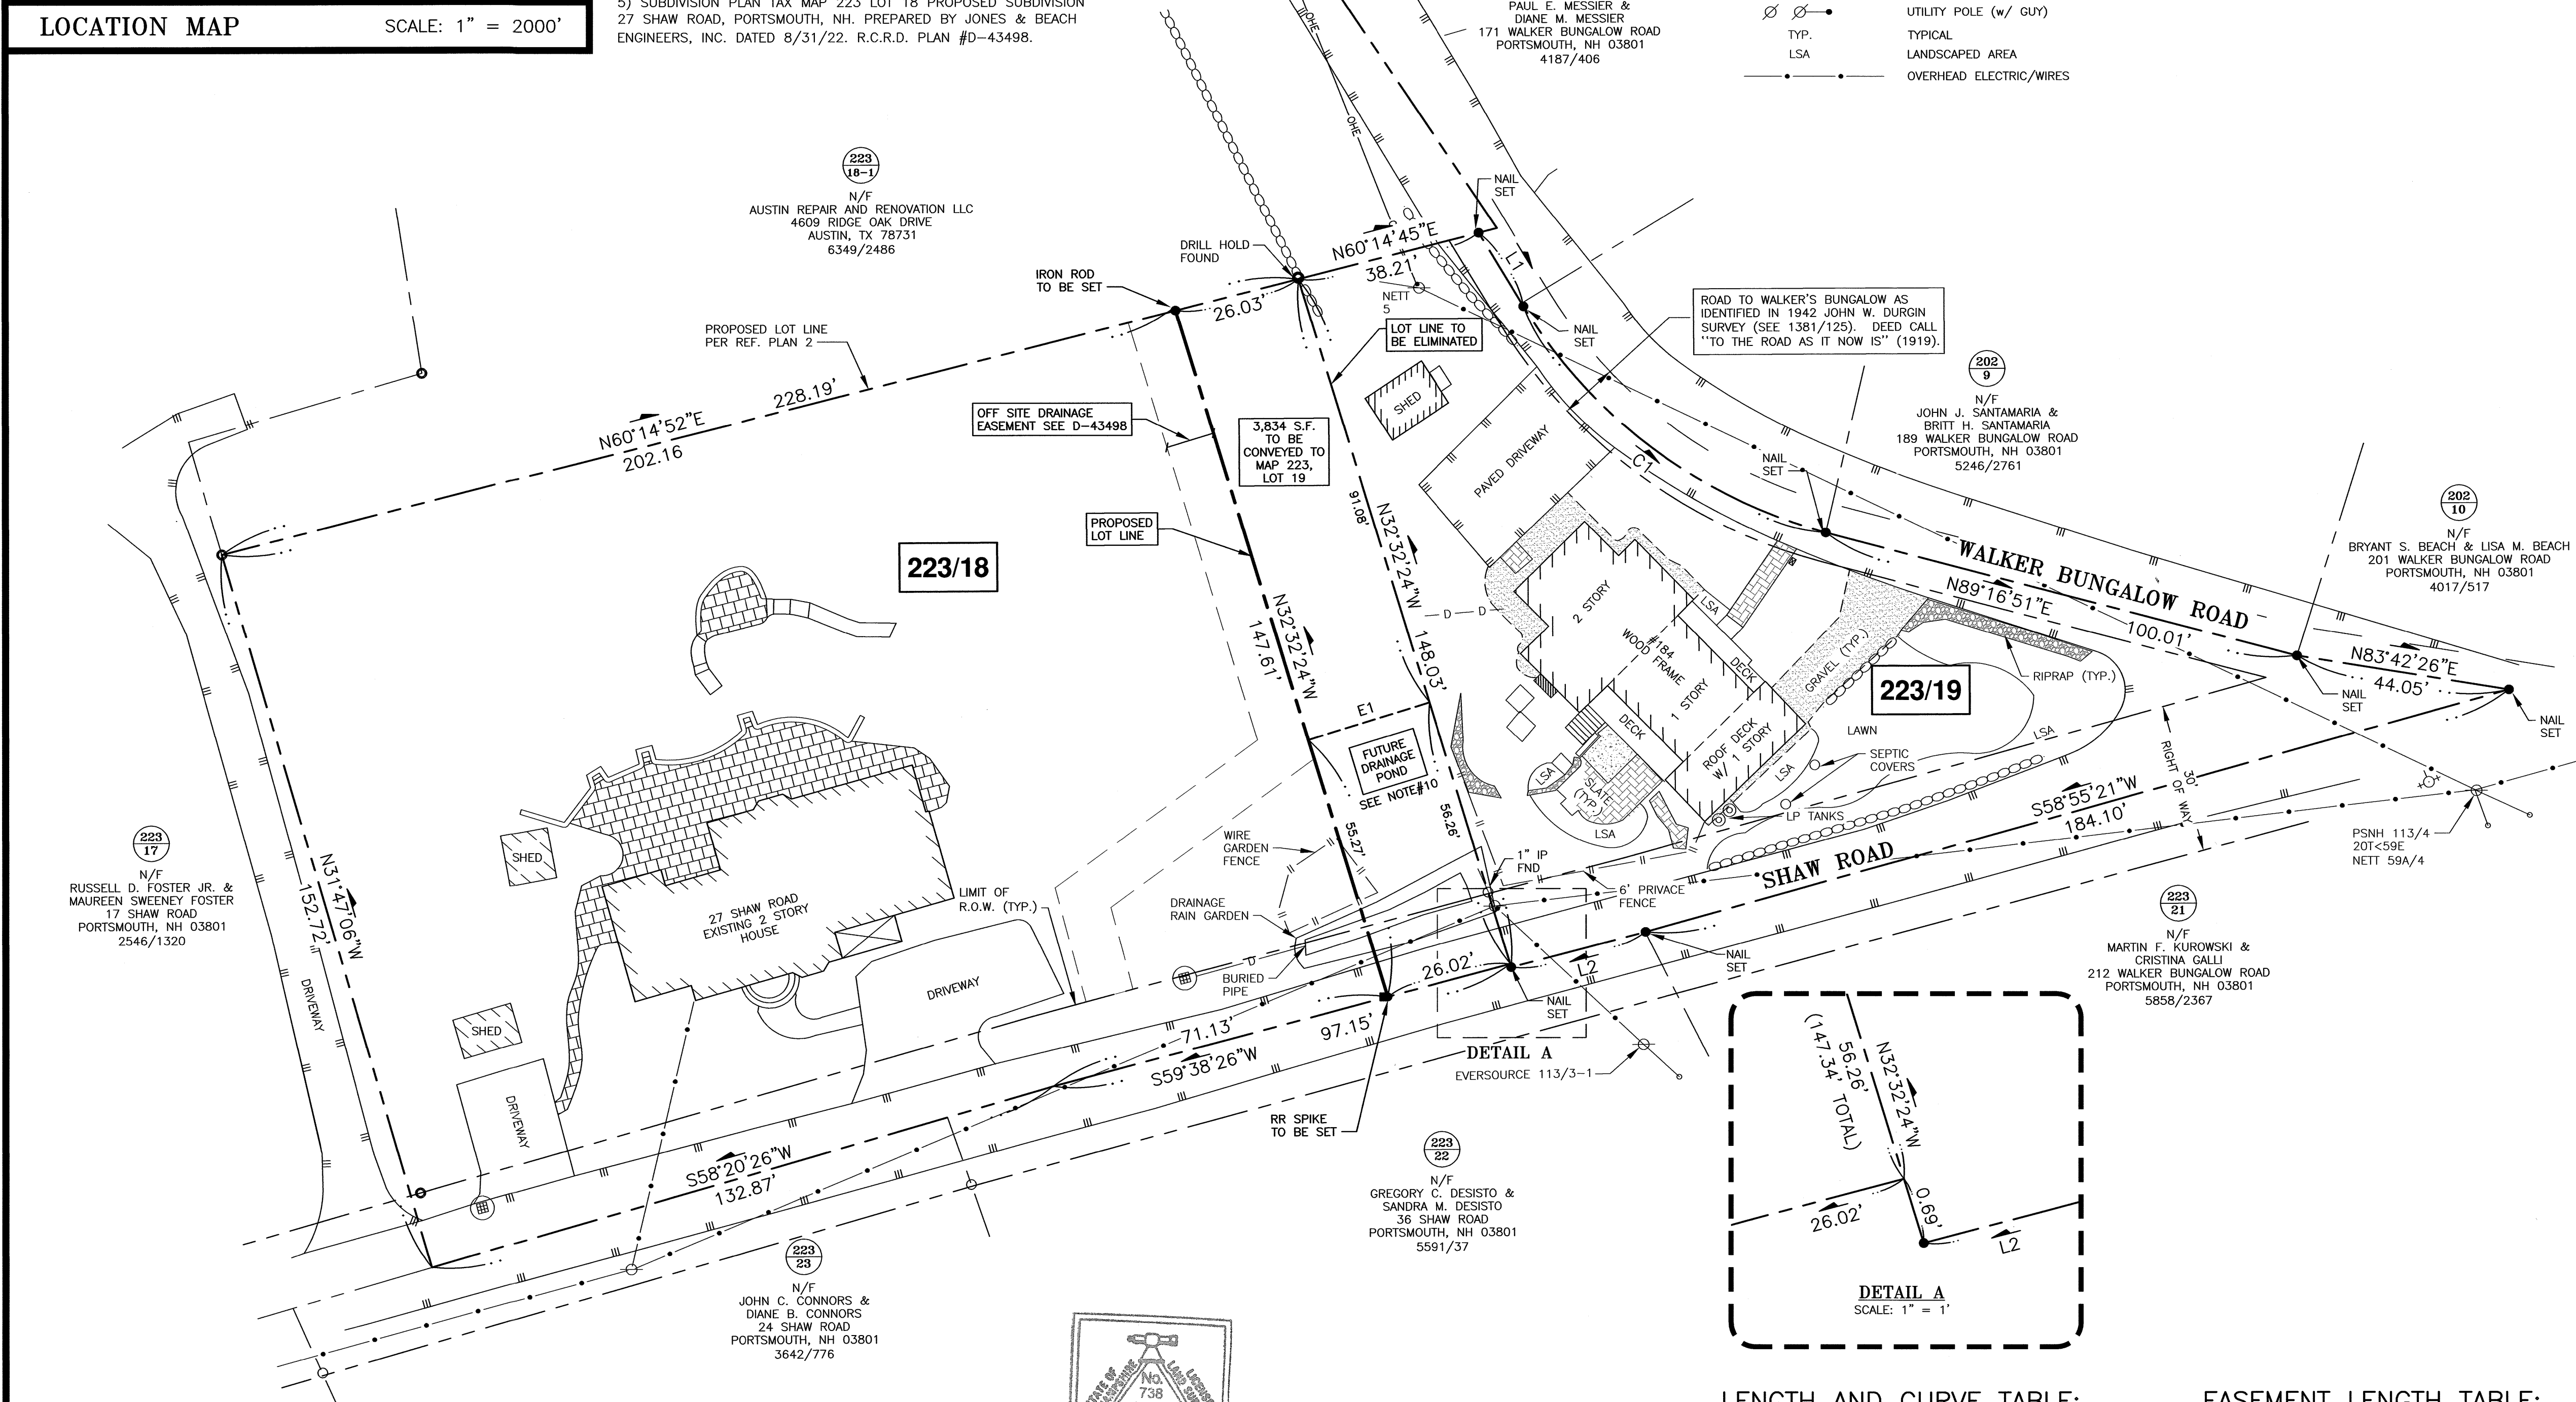 LOCATION MAP
SCALE: 1" = 2000'
5) SUBDIVISION PLAN TAX MAP 223 LOT 18 PROPOSED SUBDIVISION
27 SHAW ROAD, PORTSMOUTH, NH. PREPARED BY JONES & BEACH
ENGINEERS, INC. DATED 8/31/22. R.C.R.D. PLAN #D-43498.
PAUL E. MESSIER &
DIANE M. MESSIER
171 WALKER BUNGALOW ROAD
PORTSMOUTH, NH 03801
4187/406
UTILITY POLE (w/ GUY)
TYP.
TYPICAL
LSA
LANDSCAPED AREA
OVERHEAD ELECTRIC/WIRES
OHE
OHE
223
18-1
N/F
AUSTIN REPAIR AND RENOVATION LLC
4609 RIDGE OAK DRIVE
AUSTIN, TX 78731
6349/2486
NAIL
SET
DRILL HOLD
FOUND
N60°14'45"E
38.21'
L1
IRON ROD
TO BE SET
26.03'
NETT
5
NAIL
SET
PROPOSED LOT LINE
PER REF. PLAN 2
LOT LINE TO
BE ELIMINATED
ROAD TO WALKER'S BUNGALOW AS
IDENTIFIED IN 1942 JOHN W. DURGIN
SURVEY (SEE 1381/125). DEED CALL
''TO THE ROAD AS IT NOW IS'' (1919).
202
9
N/F
JOHN J. SANTAMARIA &
BRITT H. SANTAMARIA
189 WALKER BUNGALOW ROAD
PORTSMOUTH, NH 03801
5246/2761
228.19'
N60°14'52"E
202.16
OFF SITE DRAINAGE
EASEMENT SEE D-43498
SHED
3,834 S.F.
TO BE
CONVEYED TO
MAP 223,
LOT 19
PAVED DRIVEWAY
C1
NAIL
SET
202
10
N/F
BRYANT S. BEACH & LISA M. BEACH
201 WALKER BUNGALOW ROAD
PORTSMOUTH, NH 03801
4017/517
PROPOSED
LOT LINE
91.08'
N32°32'24"W
148.03'
223/18
N32°32'24"W
147.61'
D
D
LSA
2 STORY
#184
WOOD FRAME
1 STORY
DECK
DECK
ROOF DECK
W/ 1 STORY
GRAVEL (TYP.)
WALKER BUNGALOW ROAD
N89°16'51"E
100.01'
N83°42'26"E
44.05'
RIPRAP (TYP.)
NAIL
SET
NAIL
SET
223/19
LAWN
SEPTIC
COVERS
LSA
LSA
LSA
SLATE
(TYP.)
LSA
LP TANKS
30'
RIGHT OF WAY
S58°55'21"W
184.10'
E1
FUTURE
DRAINAGE
POND
SEE NOTE#10
56.26'
55.27'
WIRE
GARDEN
FENCE
1" IP
FND
6' PRIVACE
FENCE
SHAW ROAD
PSNH 113/4
20T<59E
NETT 59A/4
223
17
N/F
RUSSELL D. FOSTER JR. &
MAUREEN SWEENEY FOSTER
17 SHAW ROAD
PORTSMOUTH, NH 03801
2546/1320
N31°47'06"W
152.72'
DRIVEWAY
SHED
27 SHAW ROAD
EXISTING 2 STORY
HOUSE
LIMIT OF
R.O.W. (TYP.)
DRIVEWAY
SHED
DRIVEWAY
DRAINAGE
RAIN GARDEN
D
BURIED
PIPE
26.02'
L2
NAIL
SET
NAIL
SET
71.13'
97.15'
S59°38'26"W
DETAIL A
EVERSOURCE 113/3-1
RR SPIKE
TO BE SET
223
21
N/F
MARTIN F. KUROWSKI &
CRISTINA GALLI
212 WALKER BUNGALOW ROAD
PORTSMOUTH, NH 03801
5858/2367
S58°20'26"W
132.87'
223
22
N/F
GREGORY C. DESISTO &
SANDRA M. DESISTO
36 SHAW ROAD
PORTSMOUTH, NH 03801
5591/37
223
23
N/F
JOHN C. CONNORS &
DIANE B. CONNORS
24 SHAW ROAD
PORTSMOUTH, NH 03801
3642/776
N32°32'24"W
56.26'
(147.34' TOTAL)
0.69'
26.02'
L2
DETAIL A
SCALE: 1" = 1'
No.
738
LENGTH AND CURVE TABLE:
EASEMENT LENGTH TABLE: